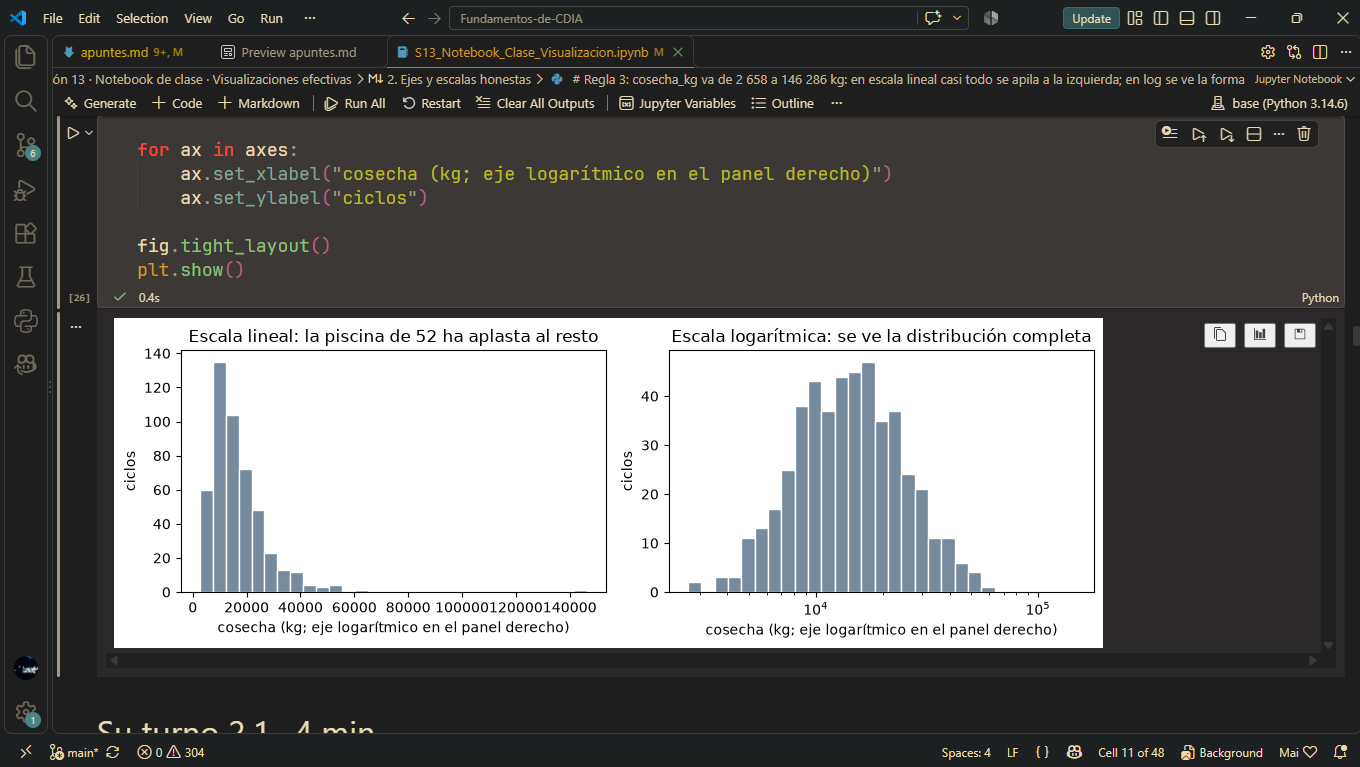 File Edit Selection View Go Run ···
Fundamentos-de-CDIA
Update
apuntes.md 9+, M
Preview apuntes.md
S13_Notebook_Clase_Visualizacion.ipynb M
ón 13 · Notebook de clase · Visualizaciones efectivas > M↓ 2. Ejes y escalas honestas > # Regla 3: cosecha_kg va de 2 658 a 146 286 kg: en escala lineal casi todo se apila a la izquierda; en log se ve la forma
Jupyter Notebook
Generate + Code + Markdown Run All Restart Clear All Outputs Jupyter Variables Outline ···
base (Python 3.14.6)
for ax in axes:
ax.set_xlabel("cosecha (kg; eje logarítmico en el panel derecho)")
ax.set_ylabel("ciclos")
fig.tight_layout()
plt.show()
[26]
0.4s
Python
6
Escala lineal: la piscina de 52 ha aplasta al resto
140
120
100
80
60
40
20
0
ciclos
0 20000 40000 60000 80000 100000120000140000
cosecha (kg; eje logarítmico en el panel derecho)
Escala logarítmica: se ve la distribución completa
40
30
20
10
0
ciclos
10⁴ 10⁵
cosecha (kg; eje logarítmico en el panel derecho)
1
main* 0 304
Spaces: 4 LF { } Cell 11 of 48 Background Mai